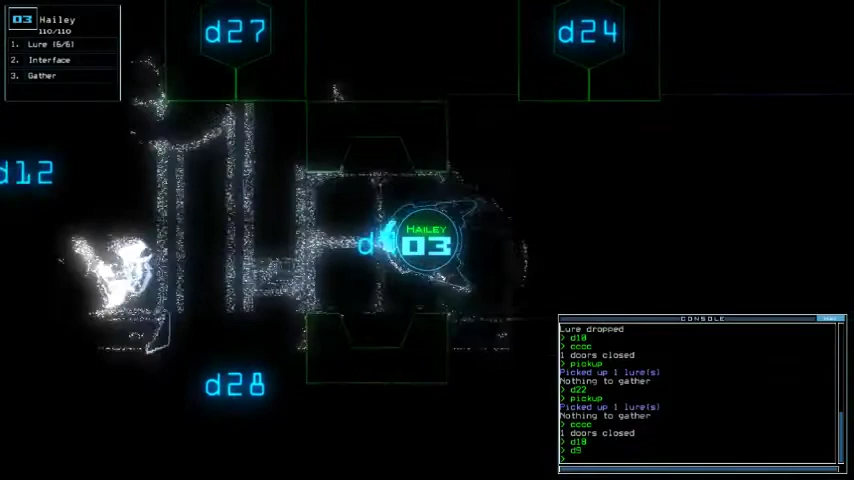 03 Hailey
110/110
1. Lure (6/6)
2. Interface
3. Gather
d27
d24
d12
HAILEY
03
d28
CONSOLE
Lure dropped
> d10
> cccc
1 doors closed
> pickup
Picked up 1 lure(s)
Nothing to gather
> d22
> pickup
Picked up 1 lure(s)
Nothing to gather
> cccc
1 doors closed
> d18
> d9
>